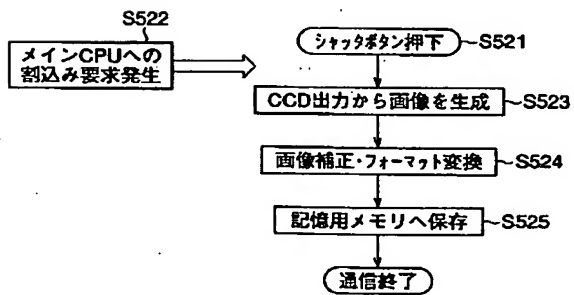 S522
メインCPUへの
割込み要求発生
シャッタボタン押下
S521
CCD出力から画像を生成
S523
画像補正・フォーマット変換
S524
記憶用メモリへ保存
S525
通信終了